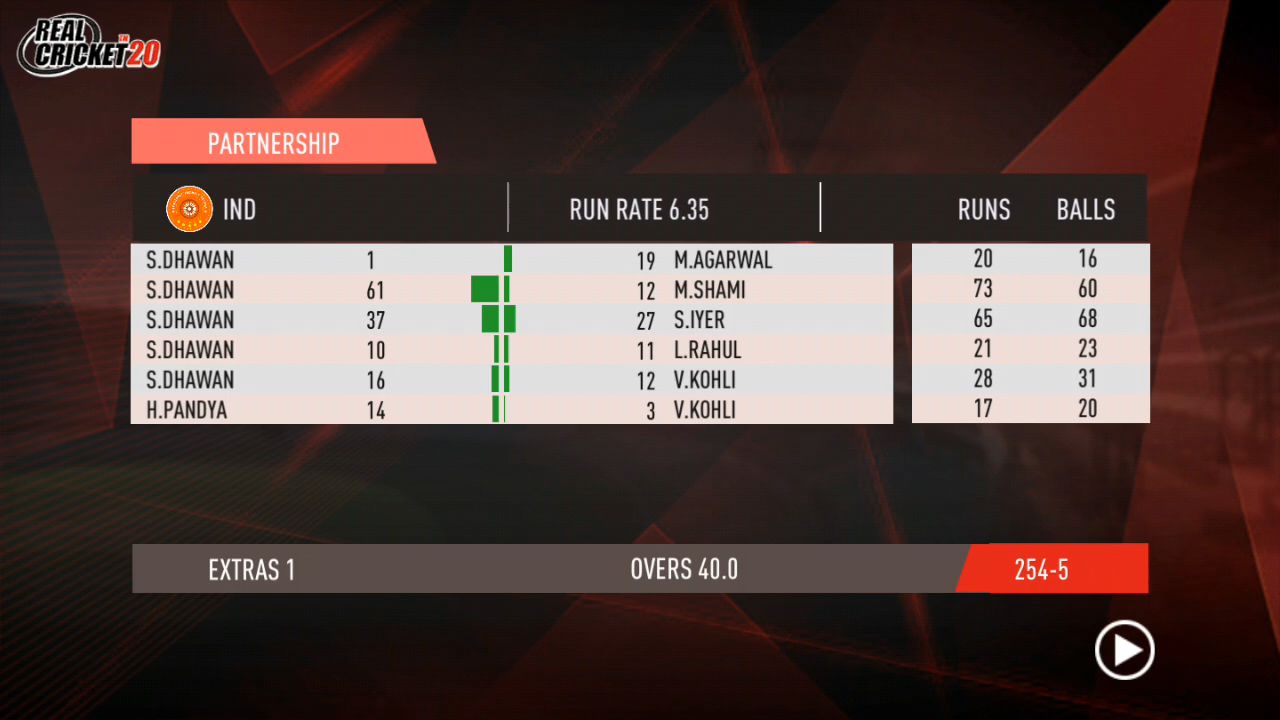 REAL
CRICKET™20
PARTNERSHIP
IND RUN RATE 6.35 RUNS BALLS
S.DHAWAN 1 19 M.AGARWAL 20 16
S.DHAWAN 61 12 M.SHAMI 73 60
S.DHAWAN 37 27 S.IYER 65 68
S.DHAWAN 10 11 L.RAHUL 21 23
S.DHAWAN 16 12 V.KOHLI 28 31
H.PANDYA 14 3 V.KOHLI 17 20
EXTRAS 1 OVERS 40.0 254-5